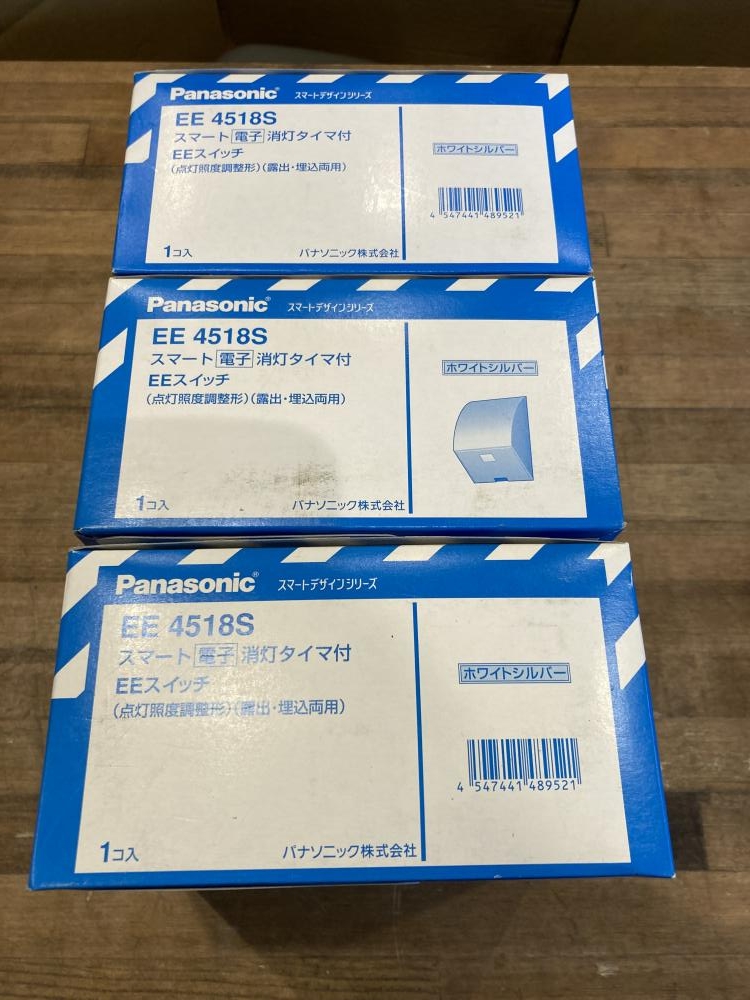 Panasonic® スマートデザインシリーズ
EE 4518S
スマート電子消灯タイマ付
EEスイッチ
(点灯照度調整形)(露出・埋込両用)
ホワイトシルバー
4 547441 489521
1コ入 パナソニック株式会社
Panasonic® スマートデザインシリーズ
EE 4518S
スマート電子消灯タイマ付
EEスイッチ
(点灯照度調整形)(露出・埋込両用)
ホワイトシルバー
1コ入 パナソニック株式会社
Panasonic® スマートデザインシリーズ
EE 4518S
スマート電子消灯タイマ付
EEスイッチ
(点灯照度調整形)(露出・埋込両用)
ホワイトシルバー
4 547441 489521
1コ入 パナソニック株式会社